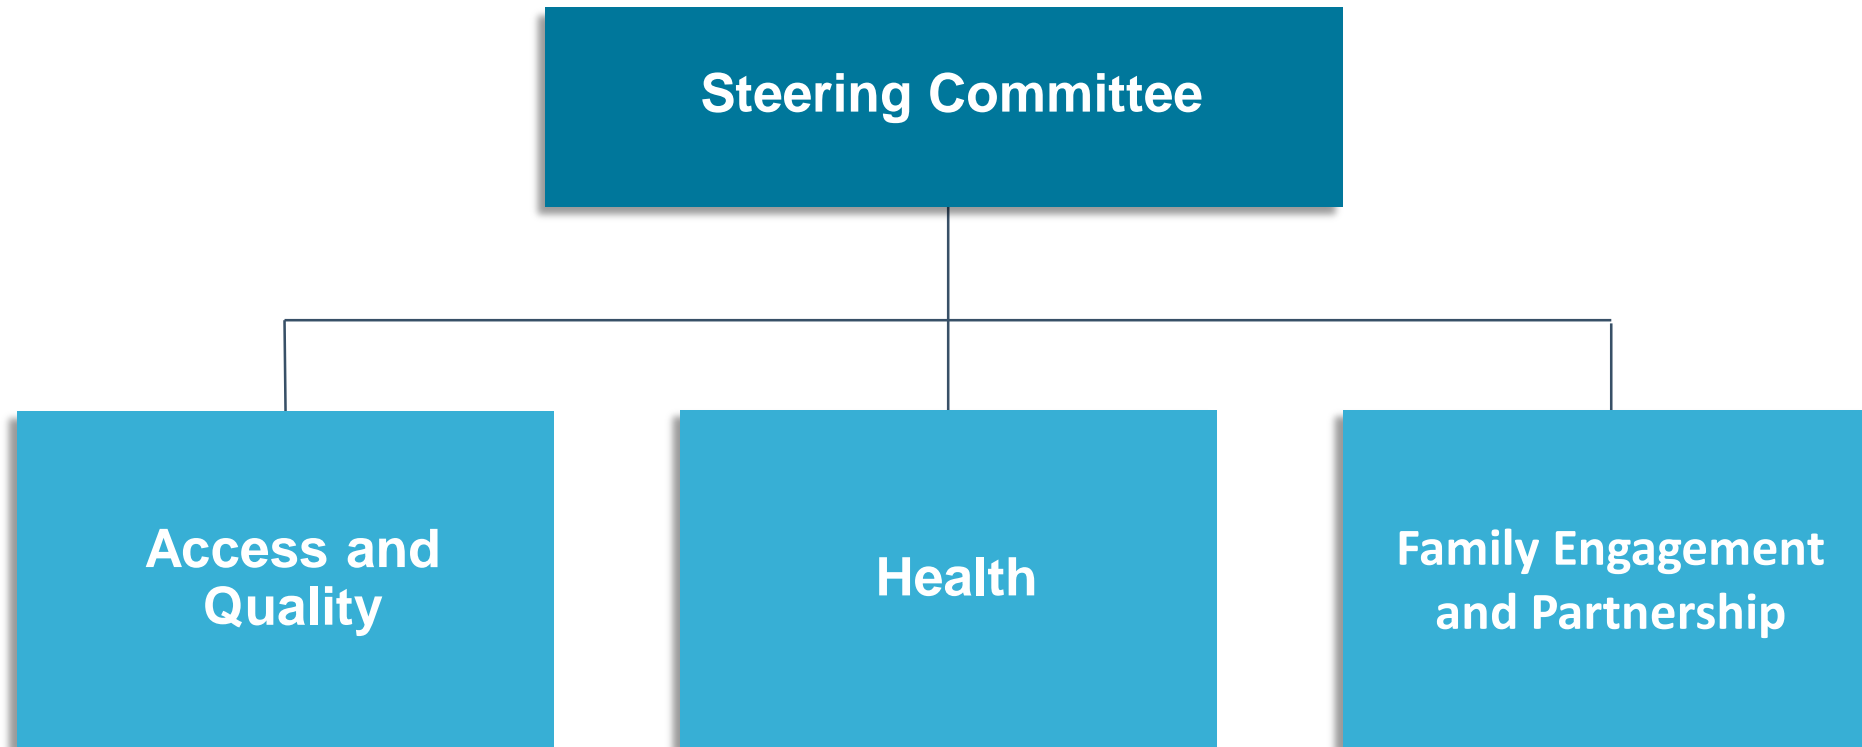 Steering Committee
Access and
Quality
Health
Family Engagement
and Partnership